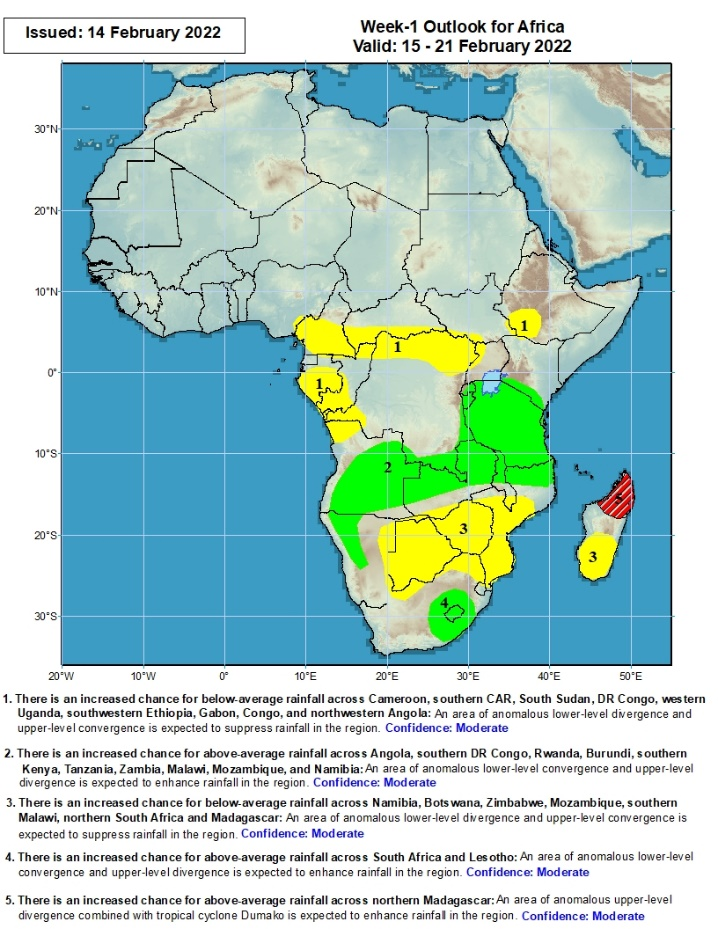 Issued: 14 February 2022
Week-1 Outlook for Africa
Valid: 15 - 21 February 2022
30°N
20°N
10°N
0°
10°S
20°S
30°S
1
1
1
2
3
3
4
5
20°W
10°W
0°
10°E
20°E
30°E
40°E
50°E
1. There is an increased chance for below-average rainfall across Cameroon, southern CAR, South Sudan, DR Congo, western
Uganda, southwestern Ethiopia, Gabon, Congo, and northwestern Angola: An area of anomalous lower-level divergence and
upper-level convergence is expected to suppress rainfall in the region. Confidence: Moderate
2. There is an increased chance for above-average rainfall across Angola, southern DR Congo, Rwanda, Burundi, southern
Kenya, Tanzania, Zambia, Malawi, Mozambique, and Namibia: An area of anomalous lower-level convergence and upper-level
divergence is expected to enhance rainfall in the region. Confidence: Moderate
3. There is an increased chance for below-average rainfall across Namibia, Botswana, Zimbabwe, Mozambique, southern
Malawi, northern South Africa and Madagascar: An area of anomalous lower-level divergence and upper-level convergence is
expected to suppress rainfall in the region. Confidence: Moderate
4. There is an increased chance for above-average rainfall across South Africa and Lesotho: An area of anomalous lower-level
convergence and upper-level divergence is expected to enhance rainfall in the region. Confidence: Moderate
5. There is an increased chance for above-average rainfall across northern Madagascar: An area of anomalous upper-level
divergence combined with tropical cyclone Dumako is expected to enhance rainfall in the region. Confidence: Moderate